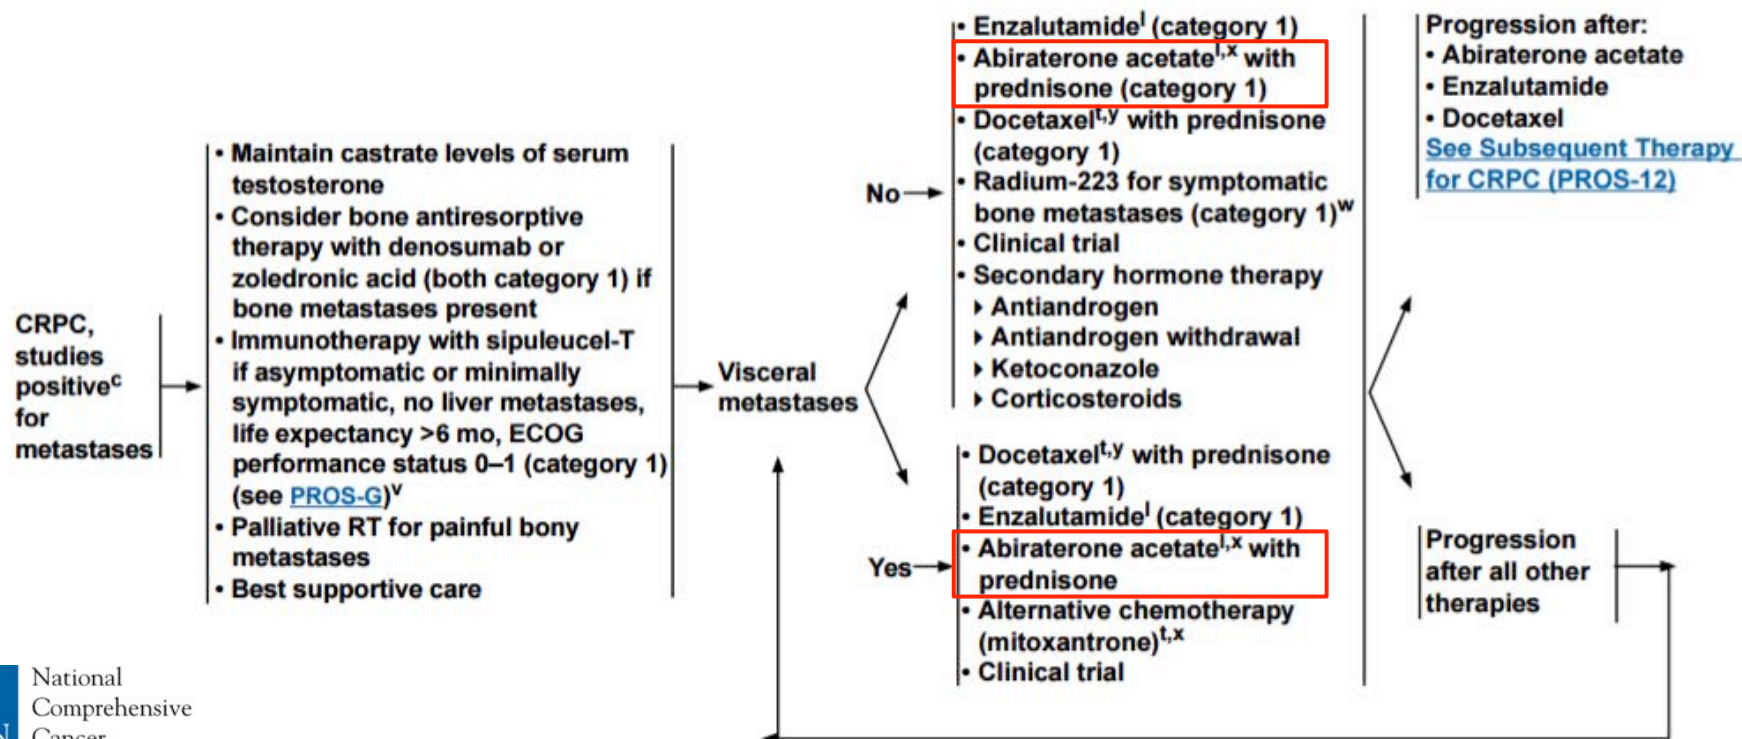 CRPC,
studies
positiveᶜ
for
metastases
• Maintain castrate levels of serum
testosterone
• Consider bone antiresorptive
therapy with denosumab or
zoledronic acid (both category 1) if
bone metastases present
• Immunotherapy with sipuleucel-T
if asymptomatic or minimally
symptomatic, no liver metastases,
life expectancy >6 mo, ECOG
performance status 0–1 (category 1)
(see PROS-G)ᵛ
• Palliative RT for painful bony
metastases
• Best supportive care
Visceral
metastases
No
• Enzalutamideˡ (category 1)
• Abiraterone acetateˡ,ˣ with
prednisone (category 1)
• Docetaxelᵗ,ʸ with prednisone
(category 1)
• Radium-223 for symptomatic
bone metastases (category 1)ʷ
• Clinical trial
• Secondary hormone therapy
▸ Antiandrogen
▸ Antiandrogen withdrawal
▸ Ketoconazole
▸ Corticosteroids
Yes
• Docetaxelᵗ,ʸ with prednisone
(category 1)
• Enzalutamideˡ (category 1)
• Abiraterone acetateˡ,ˣ with
prednisone
• Alternative chemotherapy
(mitoxantrone)ᵗ,ˣ
• Clinical trial
Progression after:
• Abiraterone acetate
• Enzalutamide
• Docetaxel
See Subsequent Therapy
for CRPC (PROS-12)
Progression
after all other
therapies
National
Comprehensive
Cancer